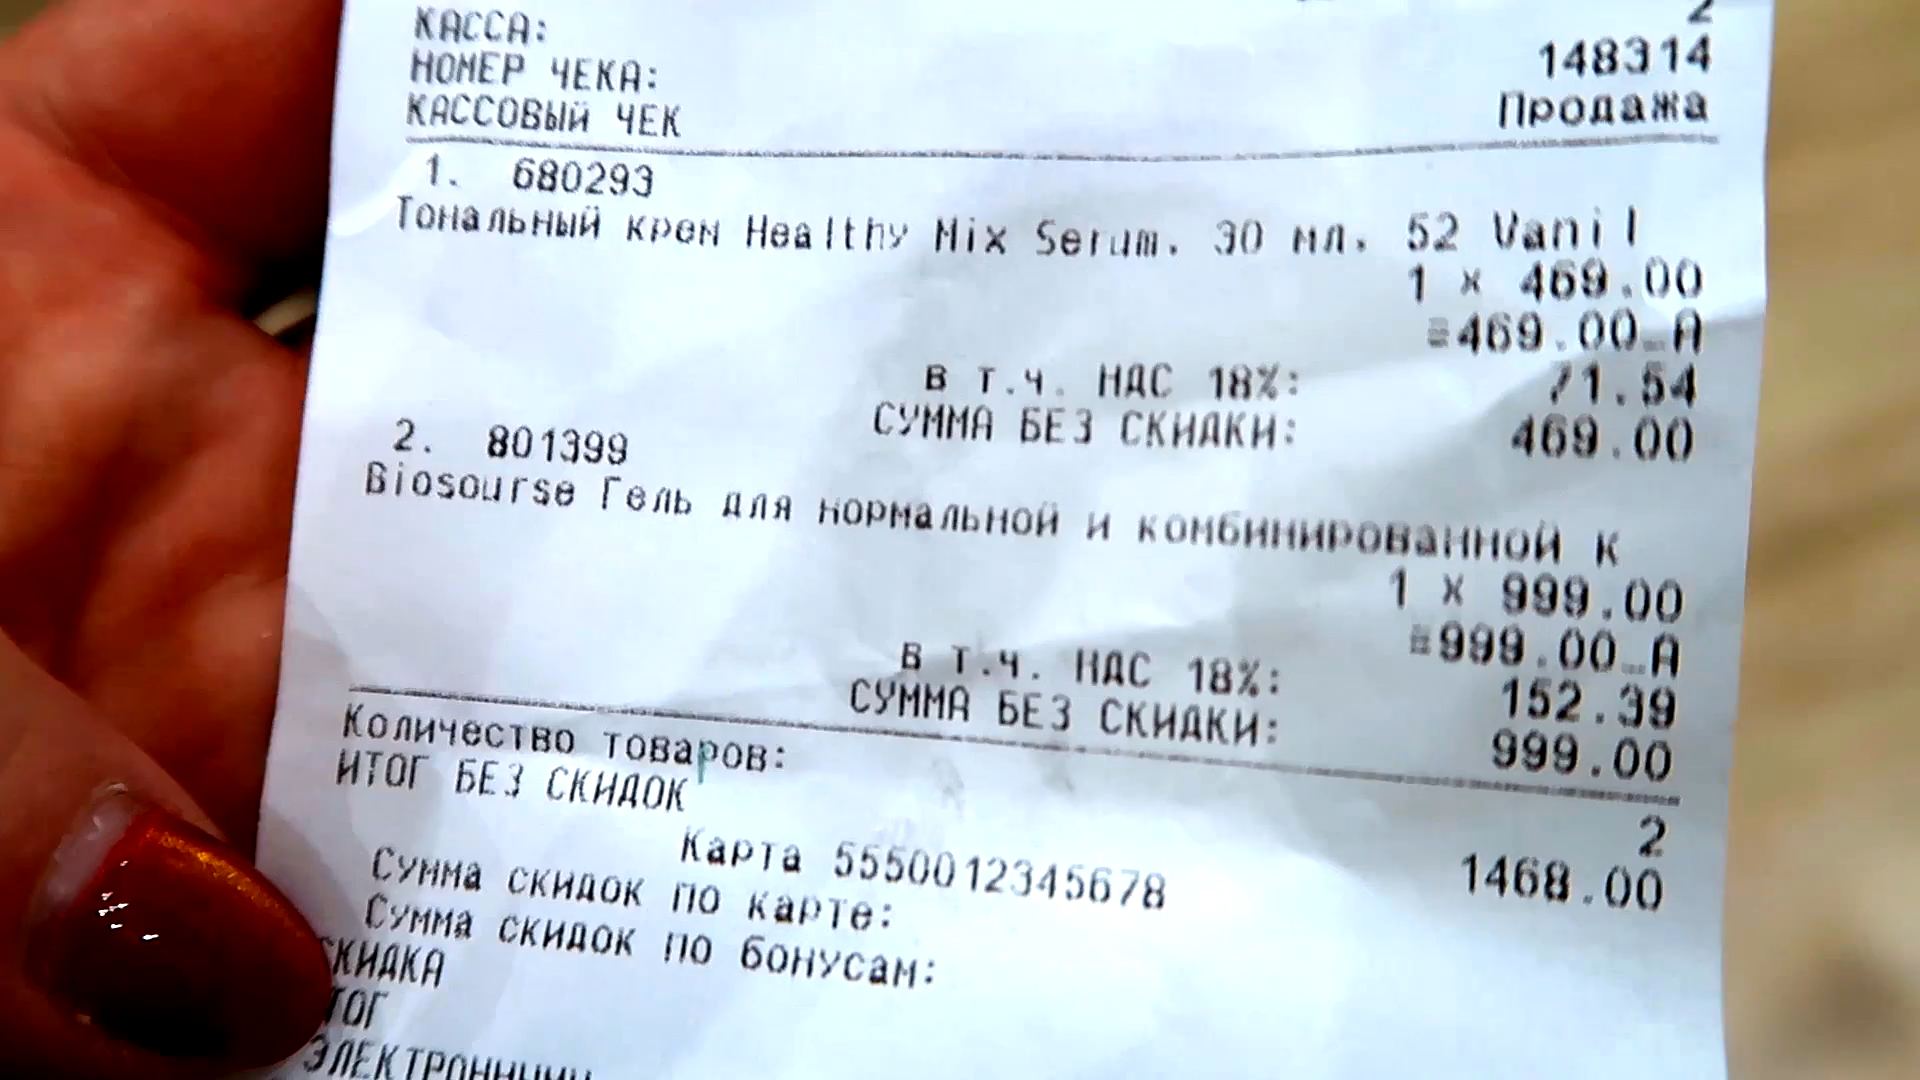 КАССА: 2
НОМЕР ЧЕКА: 148314
КАССОВЫЙ ЧЕК Продажа
1. 680293
Тональный крем Healthy Mix Serum. 30 мл. 52 Vanil
1 x 469.00
=469.00_А
в т.ч. НДС 18%: 71.54
СУММА БЕЗ СКИДКИ: 469.00
2. 801399
Biosourse Гель для нормальной и комбинированной к
1 x 999.00
=999.00_А
в т.ч. НДС 18%: 152.39
СУММА БЕЗ СКИДКИ: 999.00
Количество товаров: 2
ИТОГ БЕЗ СКИДОК 1468.00
Карта 5550012345678
Сумма скидок по карте:
Сумма скидок по бонусам:
СКИДКА
ТОГ
ЭЛЕКТРОННЫМИ